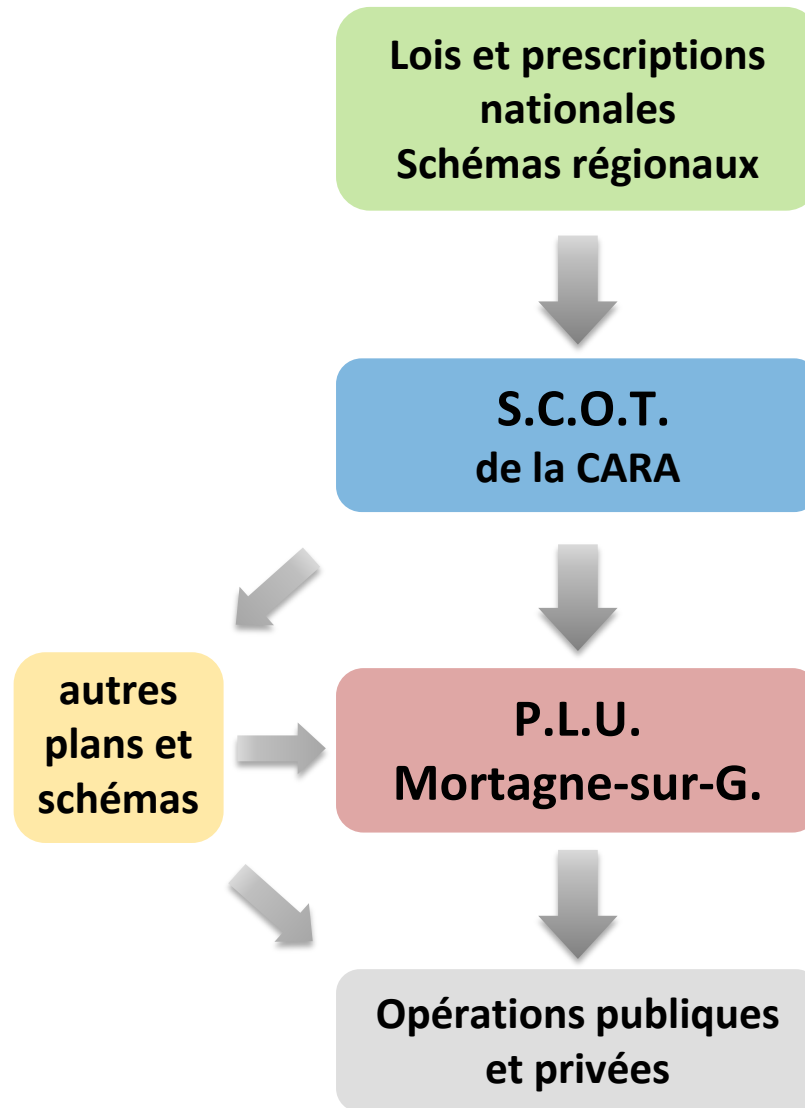 Lois et prescriptions
nationales
Schémas régionaux
S.C.O.T.
de la CARA
autres
plans et
schémas
P.L.U.
Mortagne-sur-G.
Opérations publiques
et privées